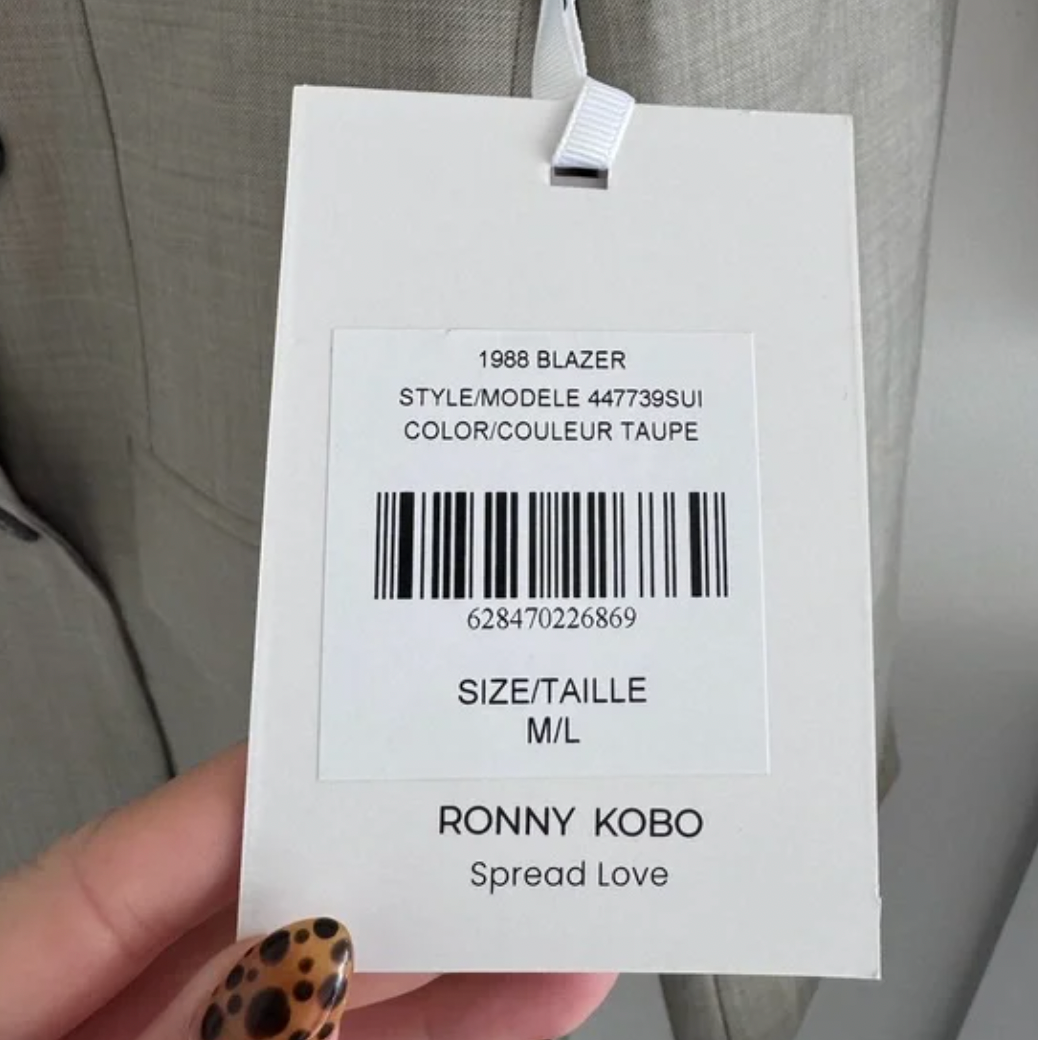 1988 BLAZER
STYLE/MODELE 447739SUI
COLOR/COULEUR TAUPE
628470226869
SIZE/TAILLE
M/L
RONNY KOBO
Spread Love